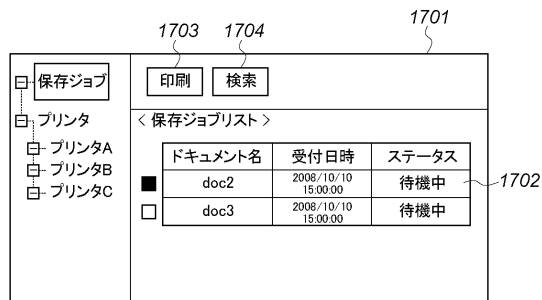 1701
1703
1704
保存ジョブ
プリンタ
プリンタA
プリンタB
プリンタC
印刷
検索
〈 保存ジョブリスト 〉
ドキュメント名 受付日時 ステータス
doc2 2008/10/10 15:00:00 待機中
doc3 2008/10/10 15:00:00 待機中
1702